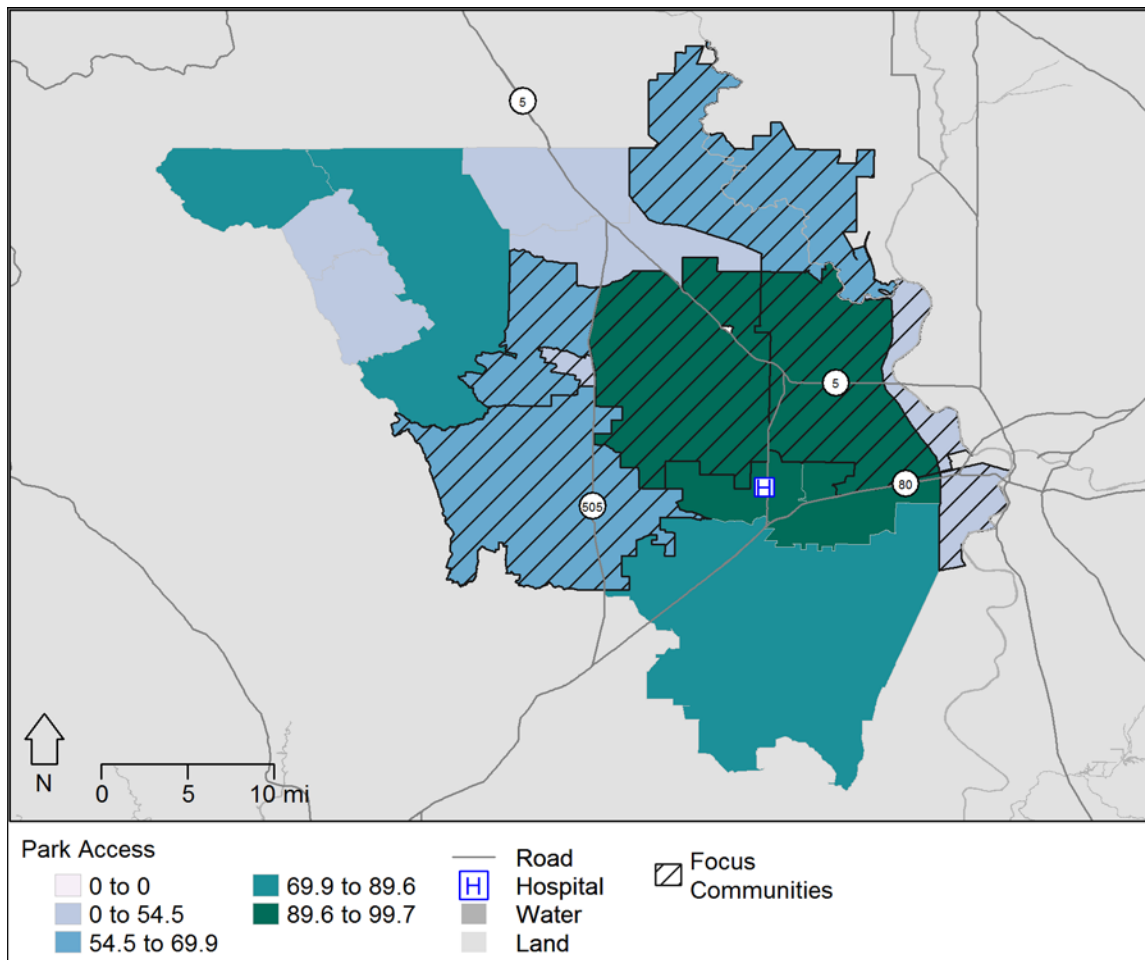 5
5
80
505
H
N
0 5 10 mi
Park Access
0 to 0
0 to 54.5
54.5 to 69.9
69.9 to 89.6
89.6 to 99.7
Road
H Hospital
Water
Land
Focus
Communities